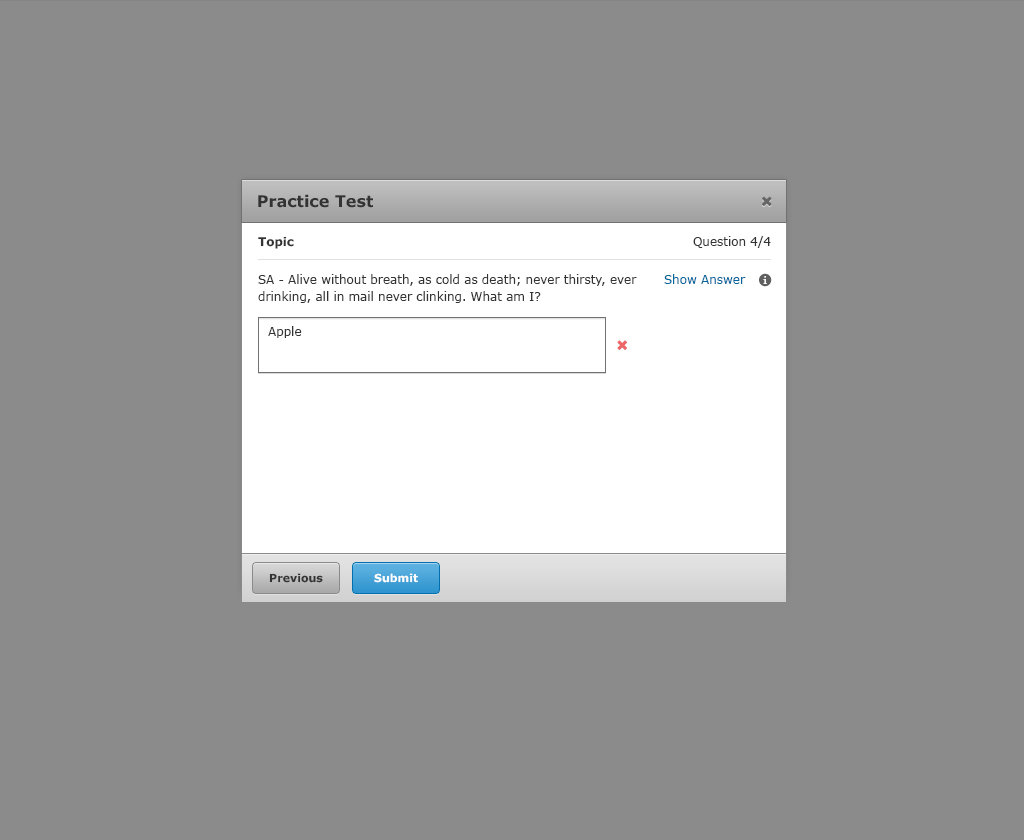 Practice Test
Topic
Question 4/4
SA - Alive without breath, as cold as death; never thirsty, ever
drinking, all in mail never clinking. What am I?
Show Answer
Apple
Previous
Submit